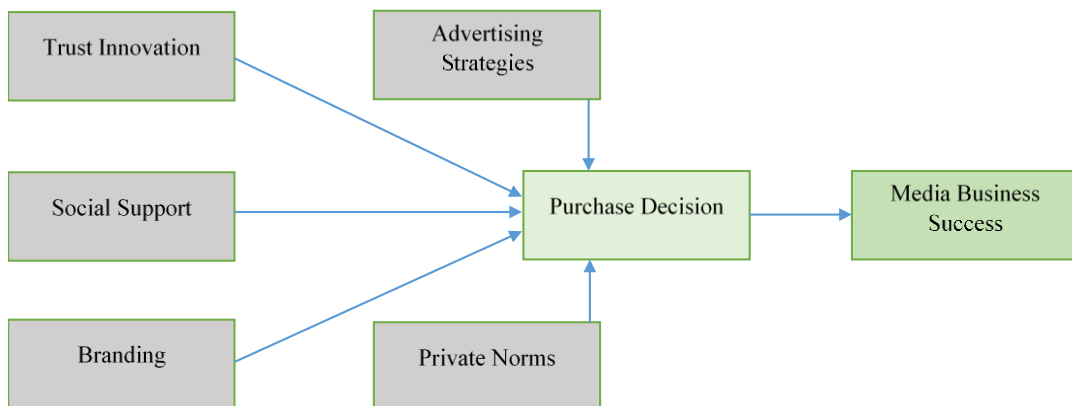 Trust Innovation
Advertising
Strategies
Social Support
Purchase Decision
Media Business
Success
Branding
Private Norms